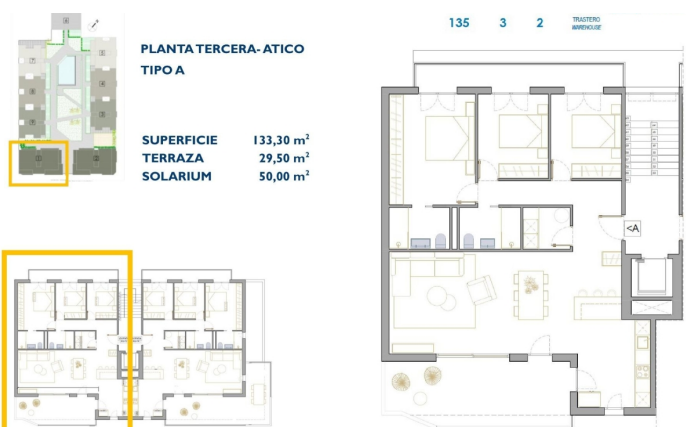 135 3 2 TRASTERO
WAREHOUSE
PLANTA TERCERA- ATICO
TIPO A
SUPERFICIE 133,30 m²
TERRAZA 29,50 m²
SOLARIUM 50,00 m²
<A